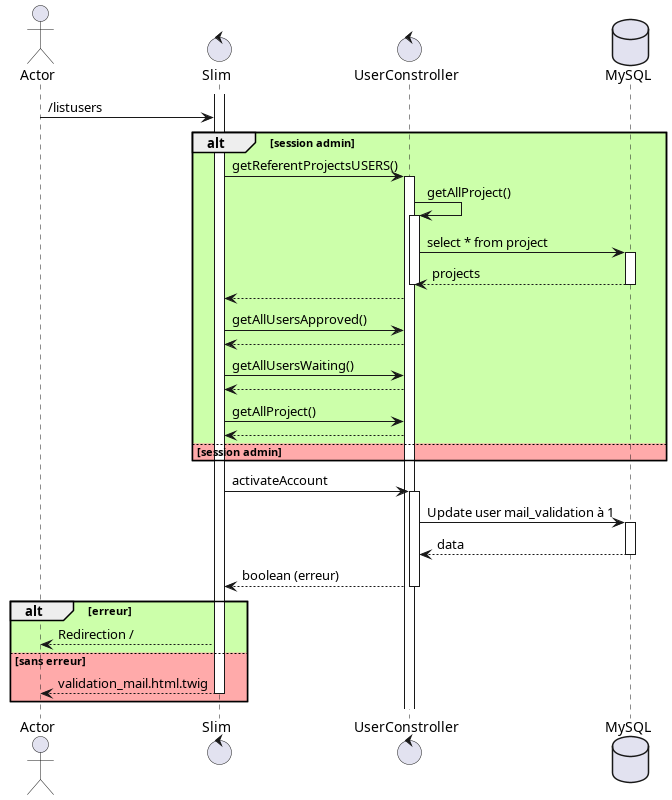 Actor
Slim
UserConstroller
MySQL
/listusers
alt
[session admin]
getReferentProjectsUSERS()
getAllProject()
select * from project
projects
getAllUsersApproved()
getAllUsersWaiting()
getAllProject()
[session admin]
activateAccount
Update user mail_validation à 1
data
boolean (erreur)
alt
[erreur]
Redirection /
[sans erreur]
validation_mail.html.twig
Actor
Slim
UserConstroller
MySQL